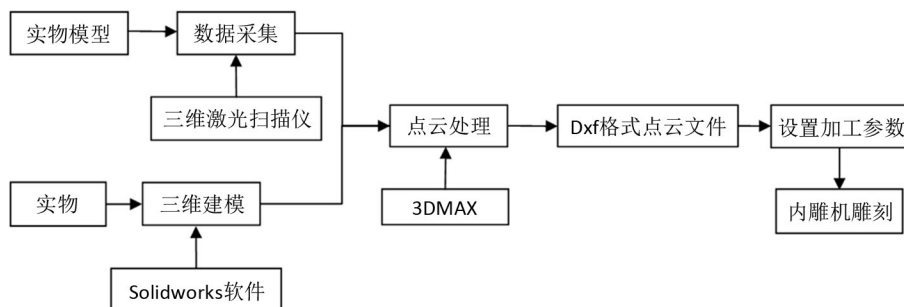 实物模型
数据采集
三维激光扫描仪
点云处理
Dxf格式点云文件
设置加工参数
实物
三维建模
3DMAX
内雕机雕刻
Solidworks软件